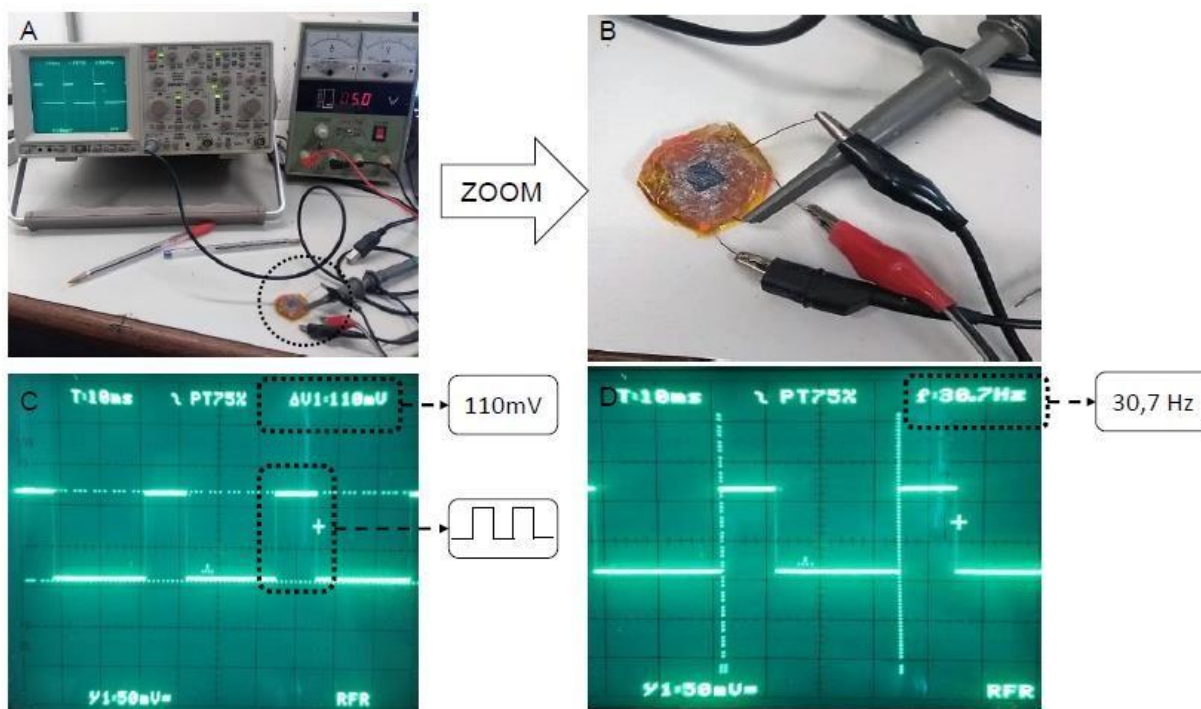 A
05.0 V
ZOOM
B
C
T:10ms PT75% ΔV1:110mV
110mV
Y1:50mV=
RFR
D
T:10ms PT75% f:30.7Hz
30,7 Hz
Y1:50mV=
RFR